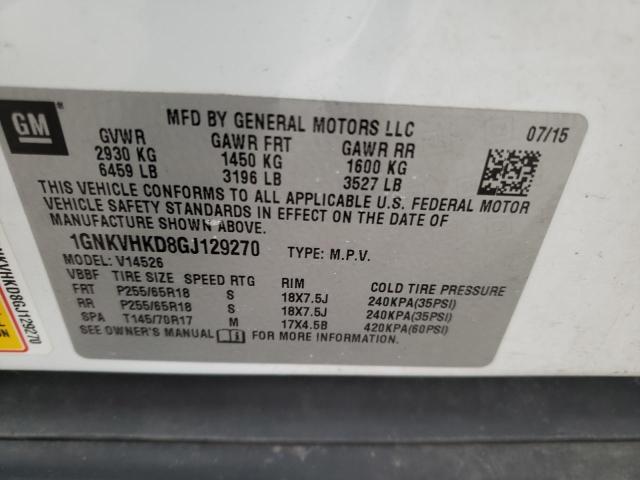 GM
MFD BY GENERAL MOTORS LLC 07/15
GVWR GAWR FRT GAWR RR
2930 KG 1450 KG 1600 KG
6459 LB 3196 LB 3527 LB
THIS VEHICLE CONFORMS TO ALL APPLICABLE U.S. FEDERAL MOTOR
VEHICLE SAFETY STANDARDS IN EFFECT ON THE DATE OF
MANUFACTURE SHOWN ABOVE.
1GNKVHKD8GJ129270 TYPE: M.P.V.
MODEL: V14526
VBBF TIRE SIZE SPEED RTG RIM COLD TIRE PRESSURE
FRT P255/65R18 S 18X7.5J 240KPA(35PSI)
RR P255/65R18 S 18X7.5J 240KPA(35PSI)
SPA T145/70R17 M 17X4.5B 420KPA(60PSI)
SEE OWNER'S MANUAL FOR MORE INFORMATION.
KVHKD8GJ129270